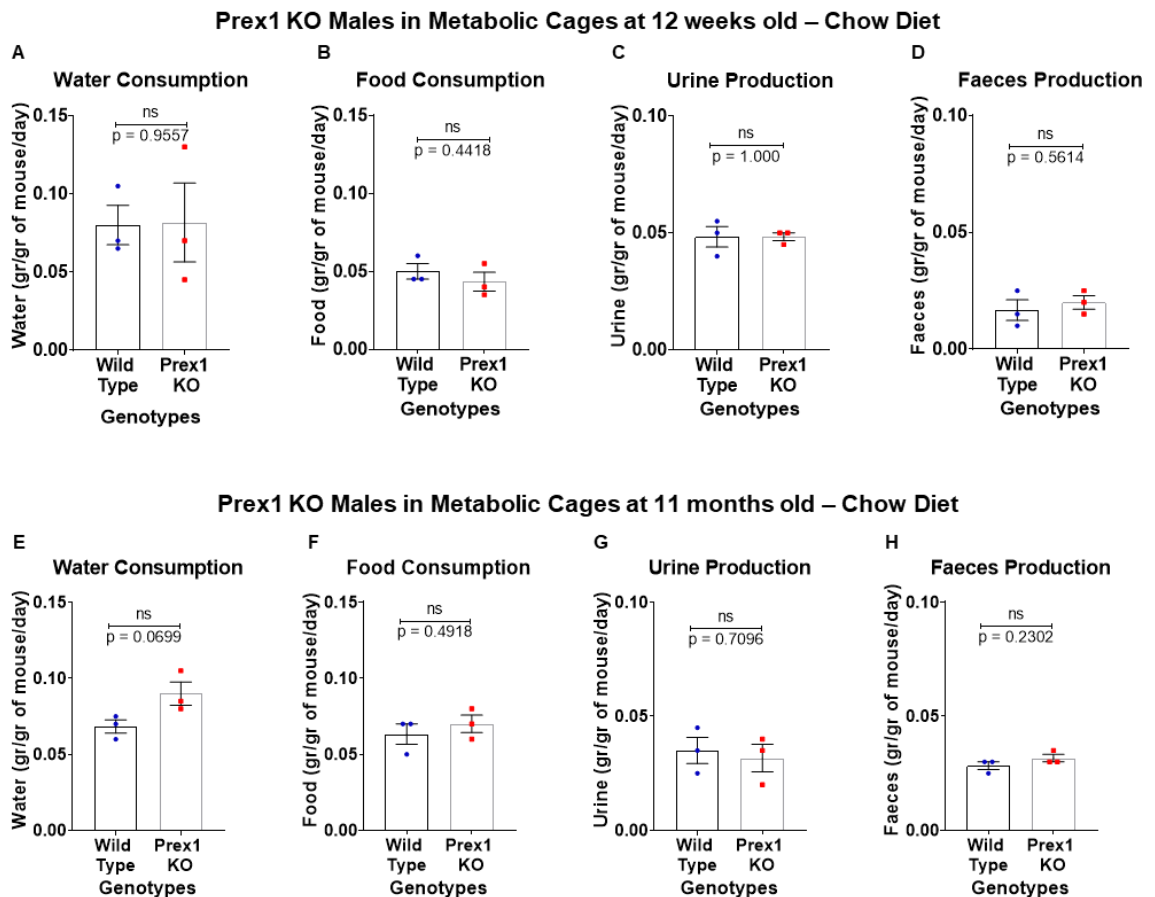 Prex1 KO Males in Metabolic Cages at 12 weeks old – Chow Diet
A
Water Consumption
Water (gr/gr of mouse/day)
0.15
0.10
0.05
0.00
ns
p = 0.9557
Wild Type
Prex1 KO
Genotypes
B
Food Consumption
Food (gr/gr of mouse/day)
0.15
0.10
0.05
0.00
ns
p = 0.4418
Wild Type
Prex1 KO
Genotypes
C
Urine Production
Urine (gr/gr of mouse/day)
0.10
0.05
0.00
ns
p = 1.000
Wild Type
Prex1 KO
Genotypes
D
Faeces Production
Faeces (gr/gr of mouse/day)
0.10
0.05
0.00
ns
p = 0.5614
Wild Type
Prex1 KO
Genotypes
Prex1 KO Males in Metabolic Cages at 11 months old – Chow Diet
E
Water Consumption
Water (gr/gr of mouse/day)
0.15
0.10
0.05
0.00
ns
p = 0.0699
Wild Type
Prex1 KO
Genotypes
F
Food Consumption
Food (gr/gr of mouse/day)
0.15
0.10
0.05
0.00
ns
p = 0.4918
Wild Type
Prex1 KO
Genotypes
G
Urine Production
Urine (gr/gr of mouse/day)
0.10
0.05
0.00
ns
p = 0.7096
Wild Type
Prex1 KO
Genotypes
H
Faeces Production
Faeces (gr/gr of mouse/day)
0.10
0.05
0.00
ns
p = 0.2302
Wild Type
Prex1 KO
Genotypes